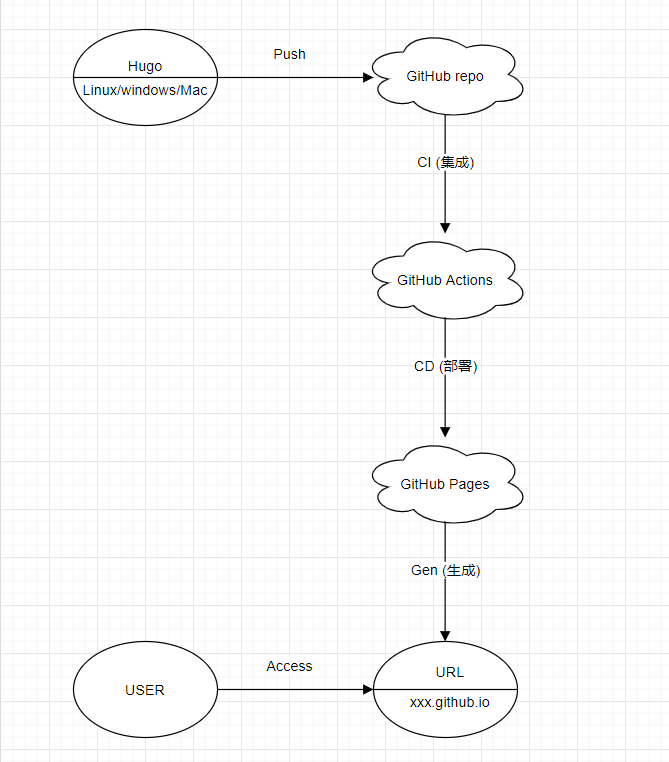 Hugo
Linux/windows/Mac
Push
GitHub repo
CI (集成)
GitHub Actions
CD (部署)
GitHub Pages
Gen (生成)
USER
Access
URL
xxx.github.io